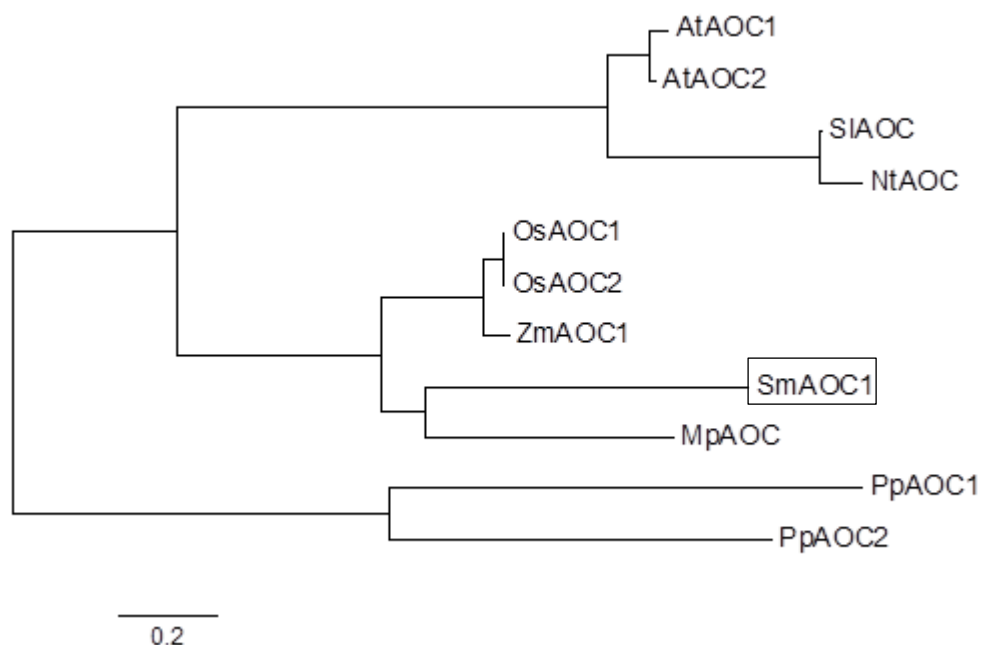 AtAOC1
AtAOC2
SlAOC
NtAOC
OsAOC1
OsAOC2
ZmAOC1
SmAOC1
MpAOC
PpAOC1
PpAOC2
0.2